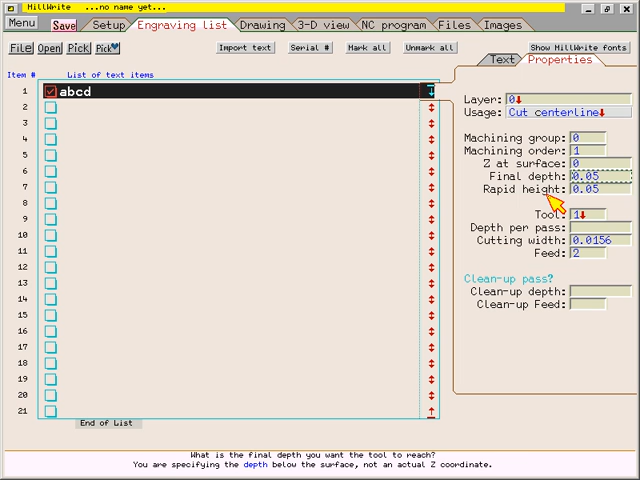 MillWrite ...no name yet...
Menu Save Setup Engraving list Drawing 3-D view NC program Files Images
File Open Pick Pick Import text Serial # Mark all Unmark all Show MillWrite fonts
Text Properties
Item # List of text items
1 abcd
2
3
4
5
6
7
8
9
10
11
12
13
14
15
16
17
18
19
20
21
End of List
Layer: 0
Usage: Cut centerline
Machining group: 0
Machining order: 1
Z at surface: 0
Final depth: 0.05
Rapid height: 0.05
Tool: 1
Depth per pass:
Cutting width: 0.0156
Feed: 2
Clean-up pass?
Clean-up depth:
Clean-up Feed:
What is the final depth you want the tool to reach?
You are specifying the depth below the surface, not an actual Z coordinate.